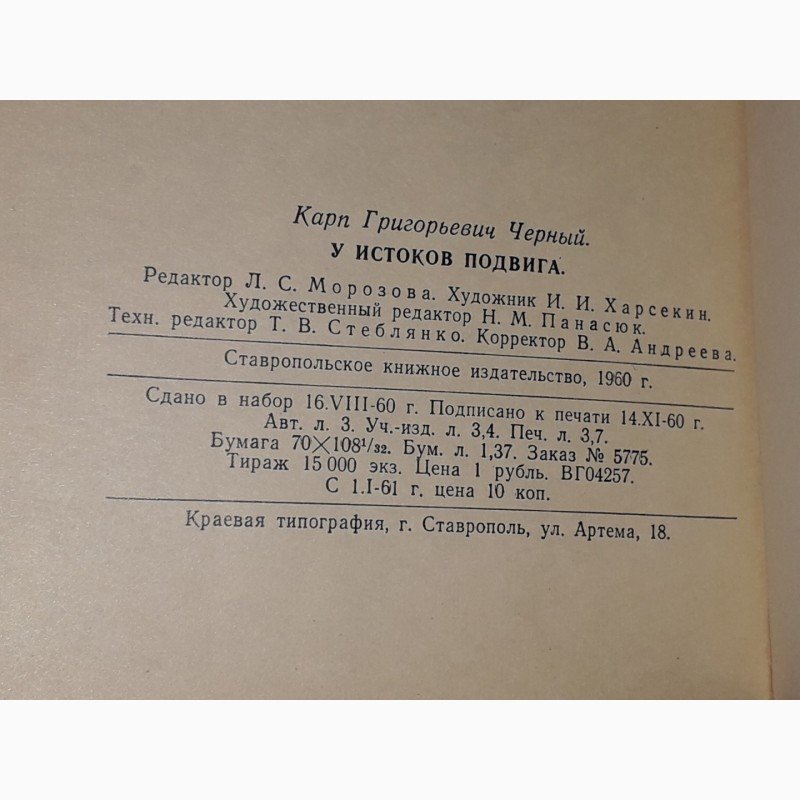 Карп Григорьевич Черный.
У ИСТОКОВ ПОДВИГА.
Редактор Л. С. Морозова. Художник И. И. Харсекин.
Художественный редактор Н. М. Панасюк.
Техн. редактор Т. В. Стеблянко. Корректор В. А. Андреева.
Ставропольское книжное издательство, 1960 г.
Сдано в набор 16.VIII-60 г. Подписано к печати 14.XI-60 г.
Авт. л. 3. Уч.-изд. л. 3,4. Печ. л. 3,7.
Бумага 70×108¹/₃₂. Бум. л. 1,37. Заказ № 5775.
Тираж 15 000 экз. Цена 1 рубль. ВГ04257.
С 1.I-61 г. цена 10 коп.
Краевая типография, г. Ставрополь, ул. Артема, 18.